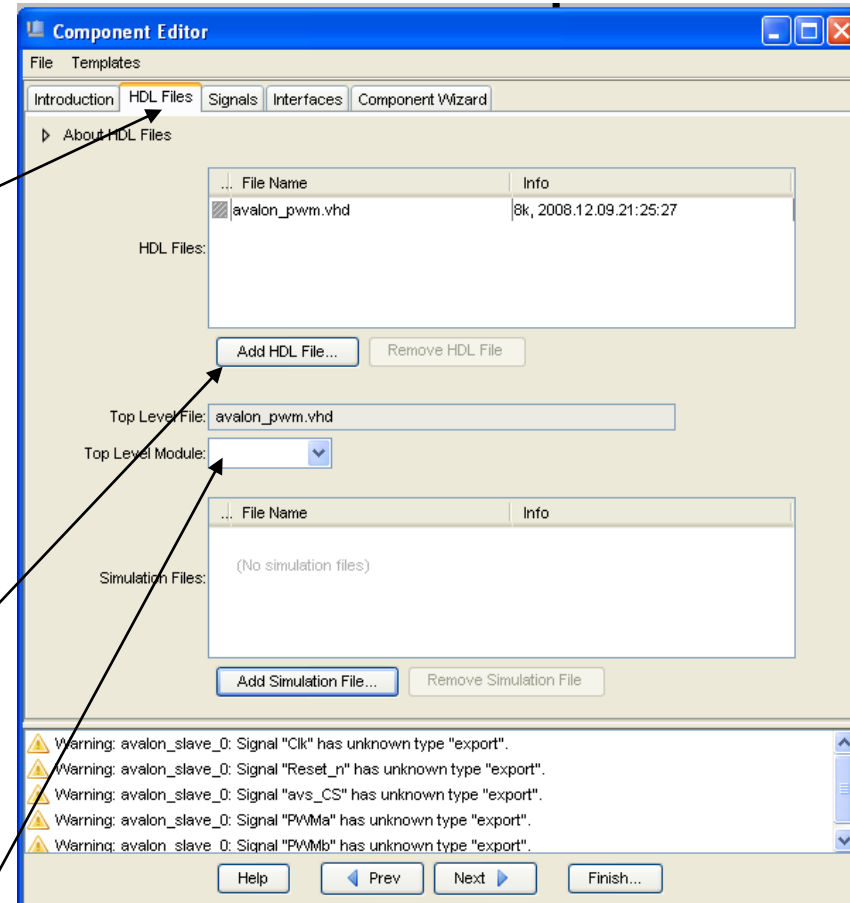 Component Editor
File Templates
Introduction HDL Files Signals Interfaces Component Wizard
About HDL Files
... File Name Info
avalon_pwm.vhd 8k, 2008.12.09.21:25:27
HDL Files:
Add HDL File... Remove HDL File
Top Level File: avalon_pwm.vhd
Top Level Module:
... File Name Info
(No simulation files)
Simulation Files:
Add Simulation File... Remove Simulation File
Warning: avalon_slave_0: Signal "Clk" has unknown type "export".
Warning: avalon_slave_0: Signal "Reset_n" has unknown type "export".
Warning: avalon_slave_0: Signal "avs_CS" has unknown type "export".
Warning: avalon_slave_0: Signal "PWMa" has unknown type "export".
Warning: avalon_slave_0: Signal "PWMb" has unknown type "export".
Help Prev Next Finish...